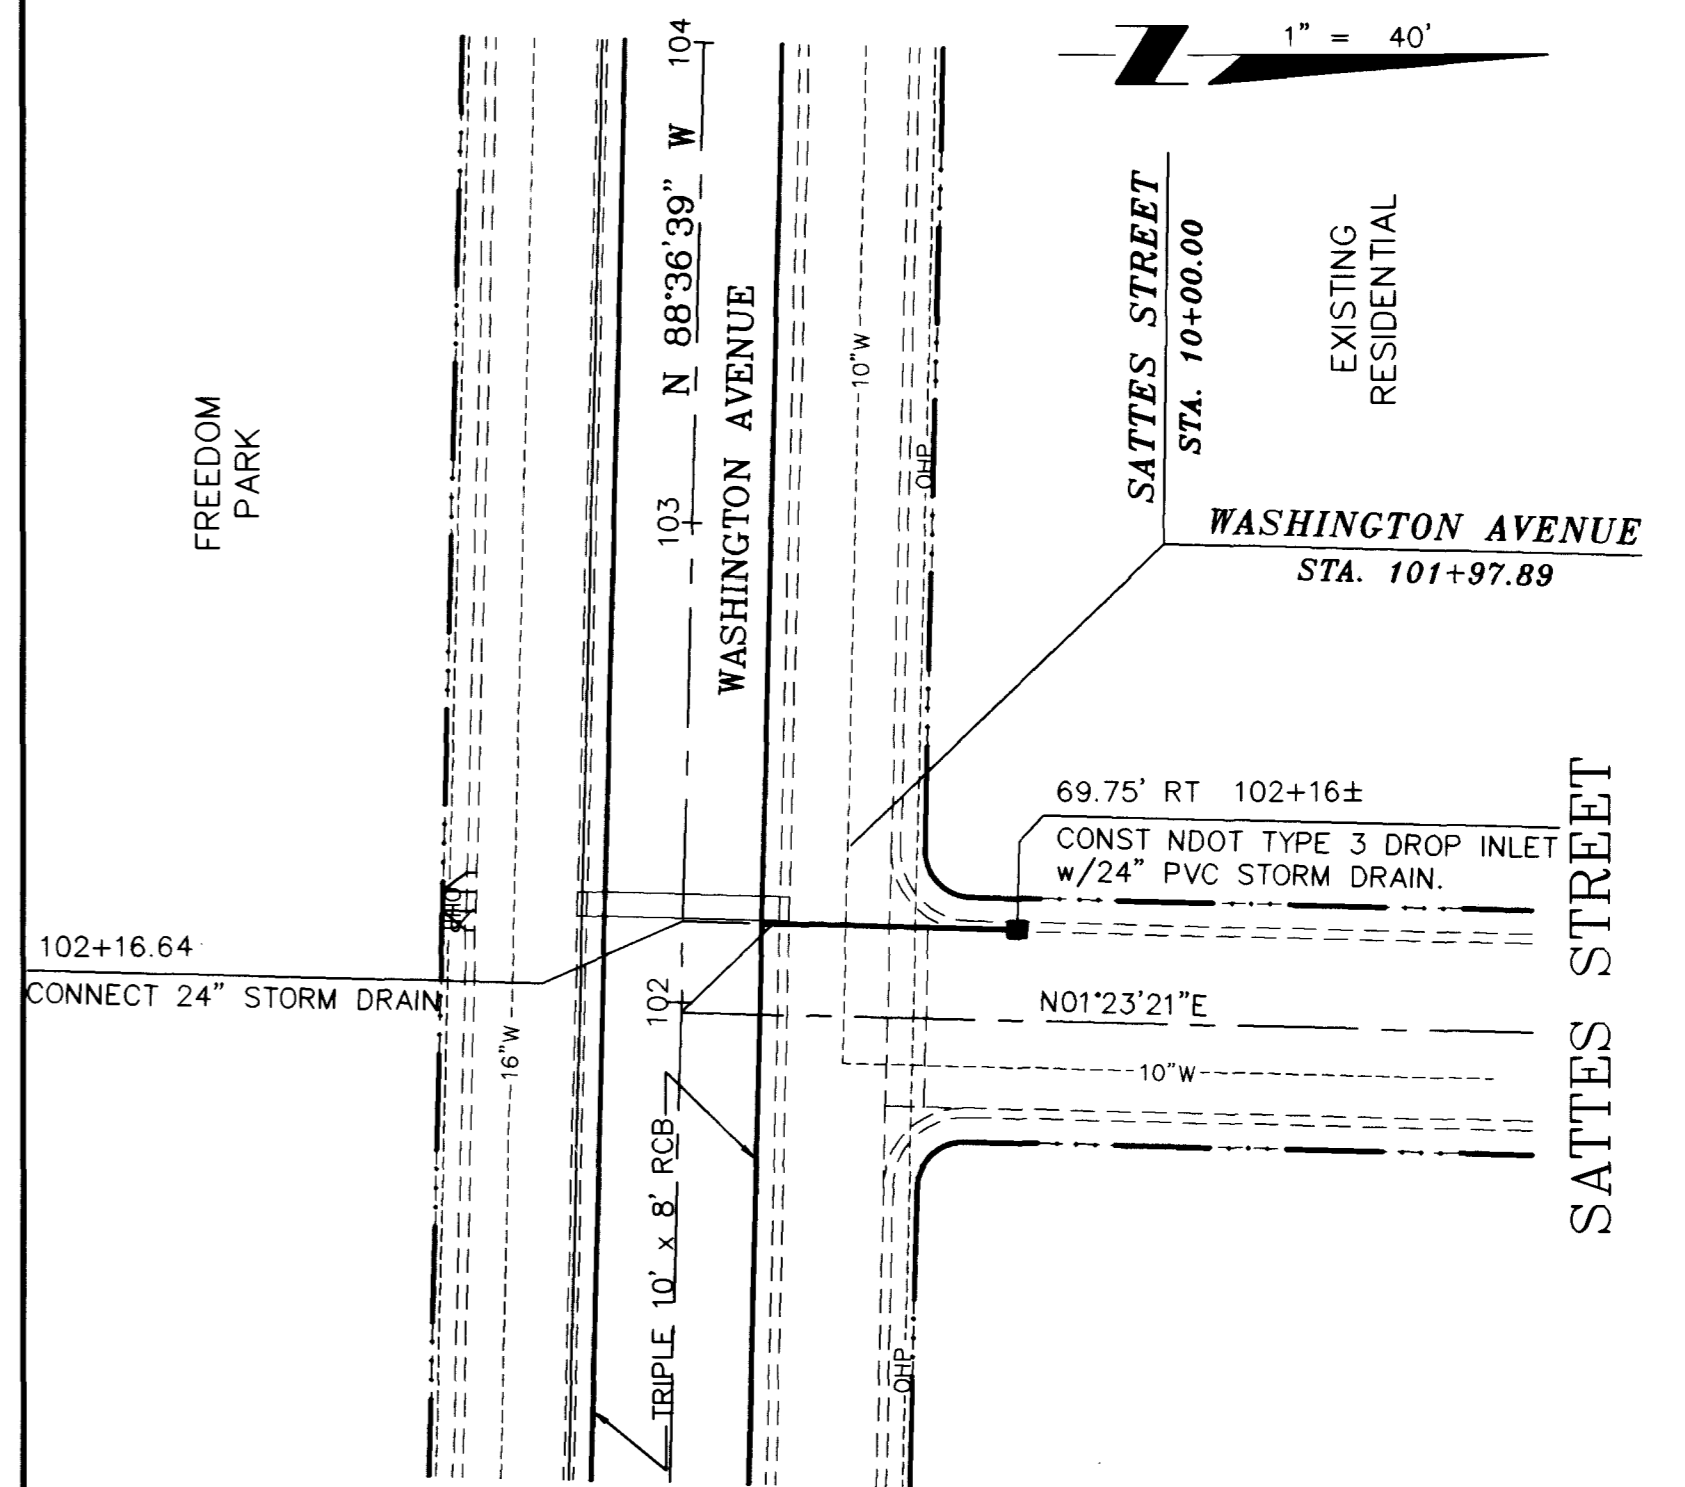 1" = 40'
Z
104
N 88°36'39" W
103
WASHINGTON AVENUE
10"W
OHP
SATTES STREET
STA. 10+00.00
EXISTING
RESIDENTIAL
FREEDOM
PARK
WASHINGTON AVENUE
STA. 101+97.89
69.75' RT 102+16±
CONST NDOT TYPE 3 DROP INLET
w/24" PVC STORM DRAIN.
102+16.64
CONNECT 24" STORM DRAIN
102
N01°23'21"E
10"W
16"W
TRIPLE 10' x 8' RCB
OHP
SATTES STREET